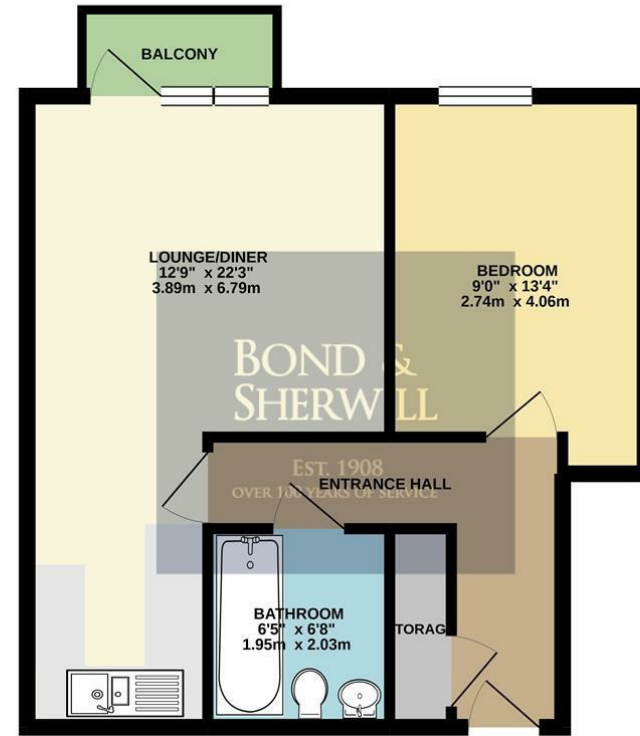 BALCONY
LOUNGE/DINER
12'9" x 22'3"
3.89m x 6.79m
BEDROOM
9'0" x 13'4"
2.74m x 4.06m
BOND &
SHERWILL
EST. 1908
OVER 100 YEARS OF SERVICE
ENTRANCE HALL
BATHROOM
6'5" x 6'8"
1.95m x 2.03m
TORAG